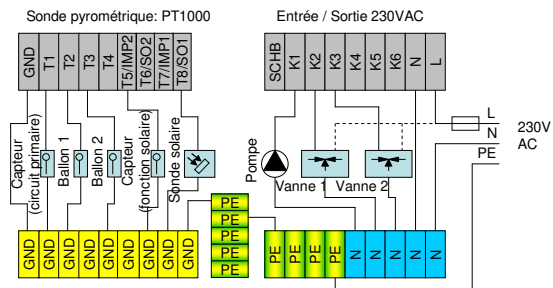 Sonde pyrométrique: PT1000
Entrée / Sortie 230VAC
GND
T1
T2
T3
T4
T5/IMP2
T6/SO2
T7/IMP1
T8/SO1
SCHB
K1
K2
K3
K4
K5
K6
N
L
L
N
PE
230V
AC
Capteur
(circuit primaire)
Ballon 1
Ballon 2
Capteur
(fonction solaire)
Sonde solaire
Pompe
Vanne 1
Vanne 2
PE
PE
PE
PE
PE
GND
GND
GND
GND
GND
GND
GND
GND
GND
PE
PE
PE
PE
N
N
N
N
N